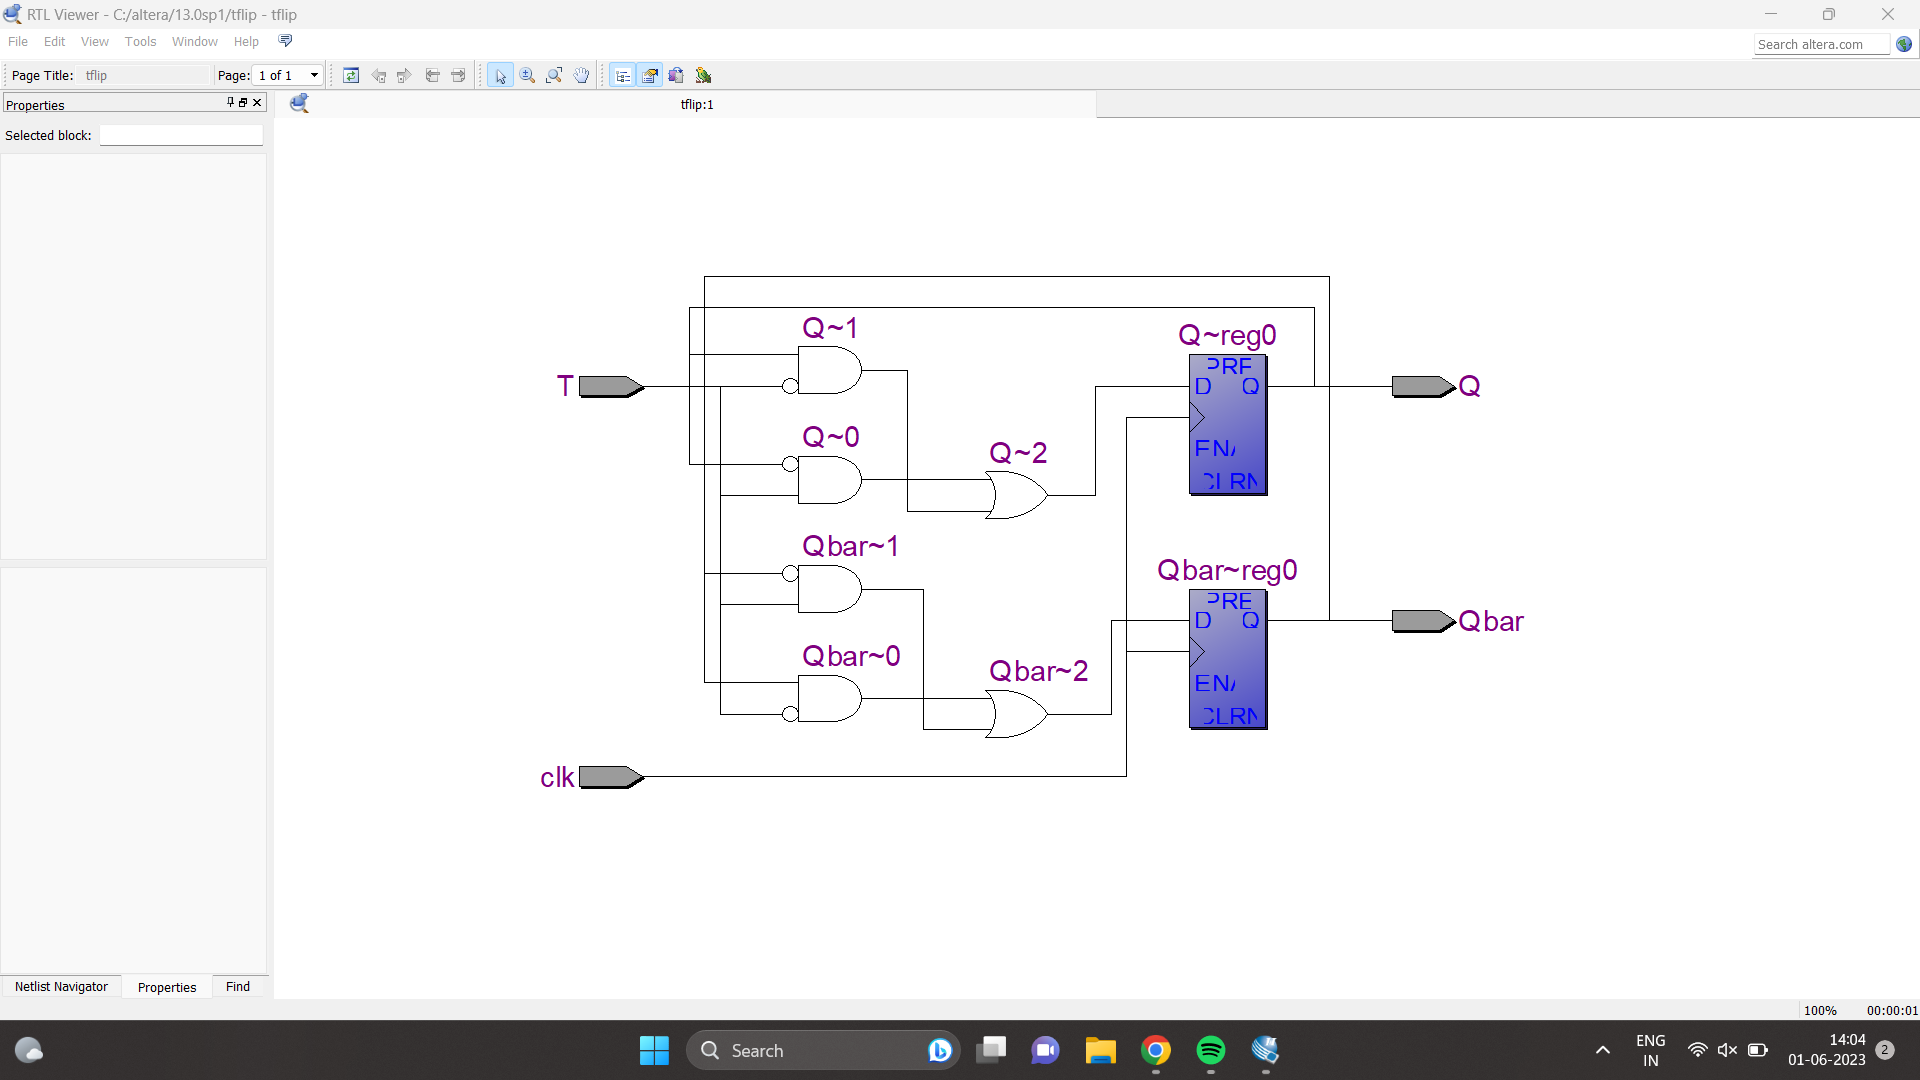 RTL Viewer - C:/altera/13.0sp1/tflip - tflip
File Edit View Tools Window Help
Search altera.com
Page Title: tflip Page: 1 of 1
Properties
tflip:1
Selected block:
Q~1
Q~reg0
PRE
T
D Q
Q
Q~0
Q~2
ENA
CLRN
Qbar~1
Qbar~reg0
PRE
D Q
Qbar
Qbar~0
Qbar~2
ENA
CLRN
clk
Netlist Navigator Properties Find
100% 00:00:01
Search
ENG
IN
14:04
01-06-2023
2